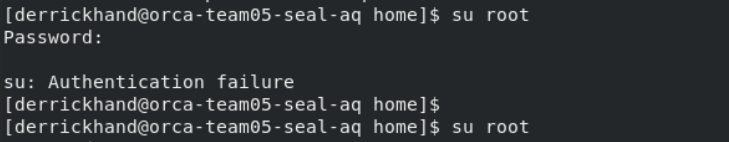 [derrickhand@orca-team05-seal-aq home]$ su root
Password:
su: Authentication failure
[derrickhand@orca-team05-seal-aq home]$
[derrickhand@orca-team05-seal-aq home]$ su root